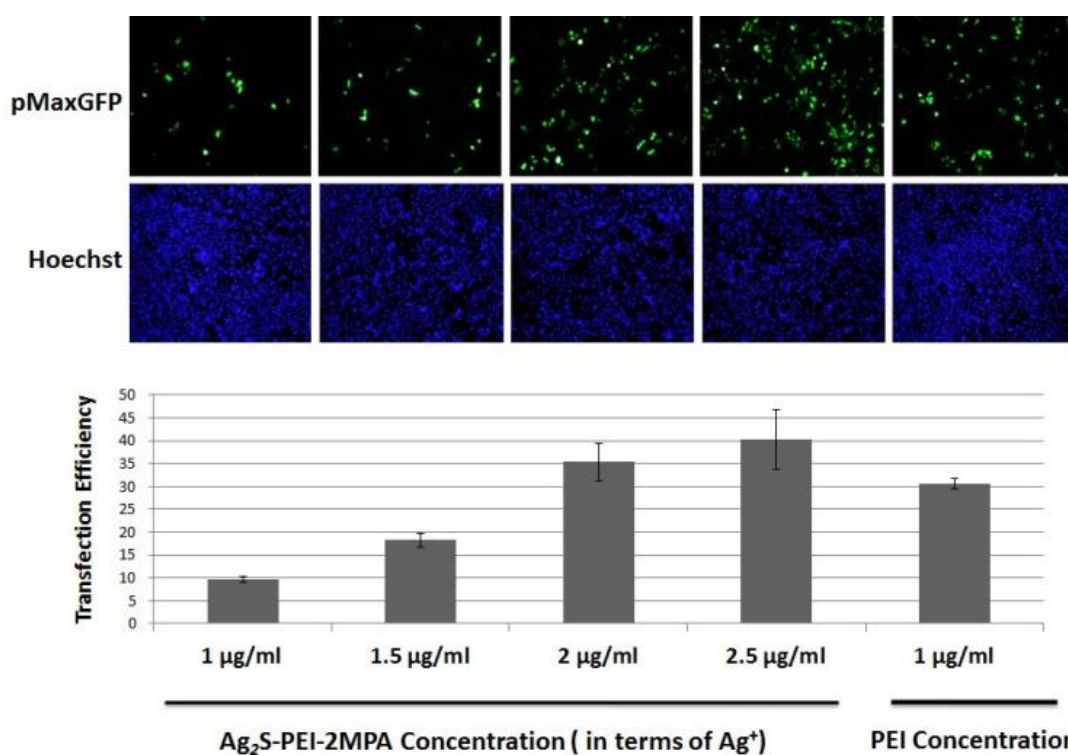 pMaxGFP
Hoechst
Transfection Efficiency
50
45
40
35
30
25
20
15
10
5
0
1 µg/ml
1.5 µg/ml
2 µg/ml
2.5 µg/ml
1 µg/ml
Ag₂S-PEI-2MPA Concentration ( in terms of Ag⁺)
PEI Concentration